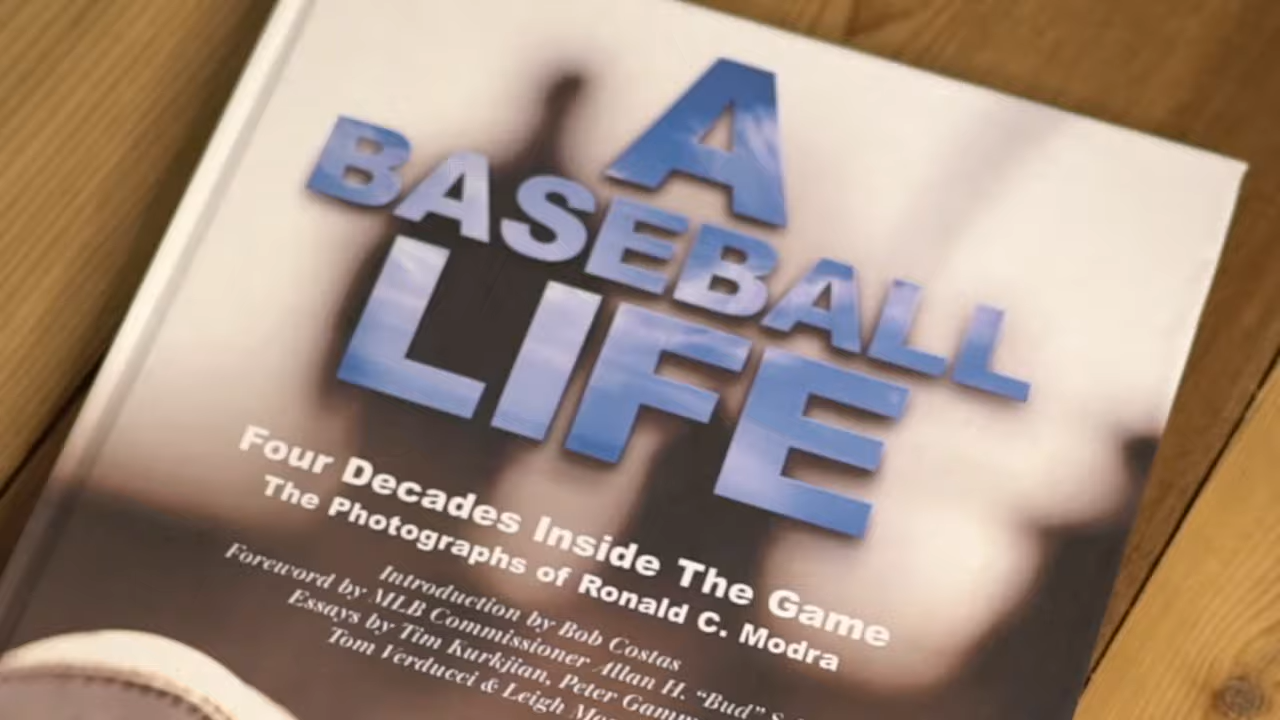 A
BASEBALL
LIFE
Four Decades Inside The Game
The Photographs of Ronald C. Modra
Introduction by Bob Costas
Foreword by MLB Commissioner Allan H. “Bud”
Essays by Tim Kurkjian, Peter
Tom Verducci & Leigh